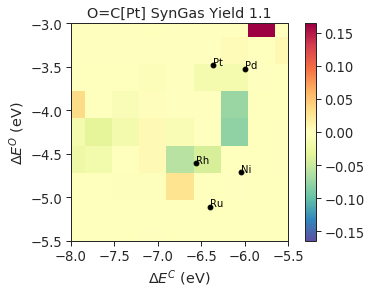 O=C[Pt] SynGas Yield 1.1
ΔE^O (eV)
−3.0
−3.5
−4.0
−4.5
−5.0
−5.5
Pt
Pd
Rh
Ni
Ru
−8.0 −7.5 −7.0 −6.5 −6.0 −5.5
ΔE^C (eV)
0.15
0.10
0.05
0.00
−0.05
−0.10
−0.15